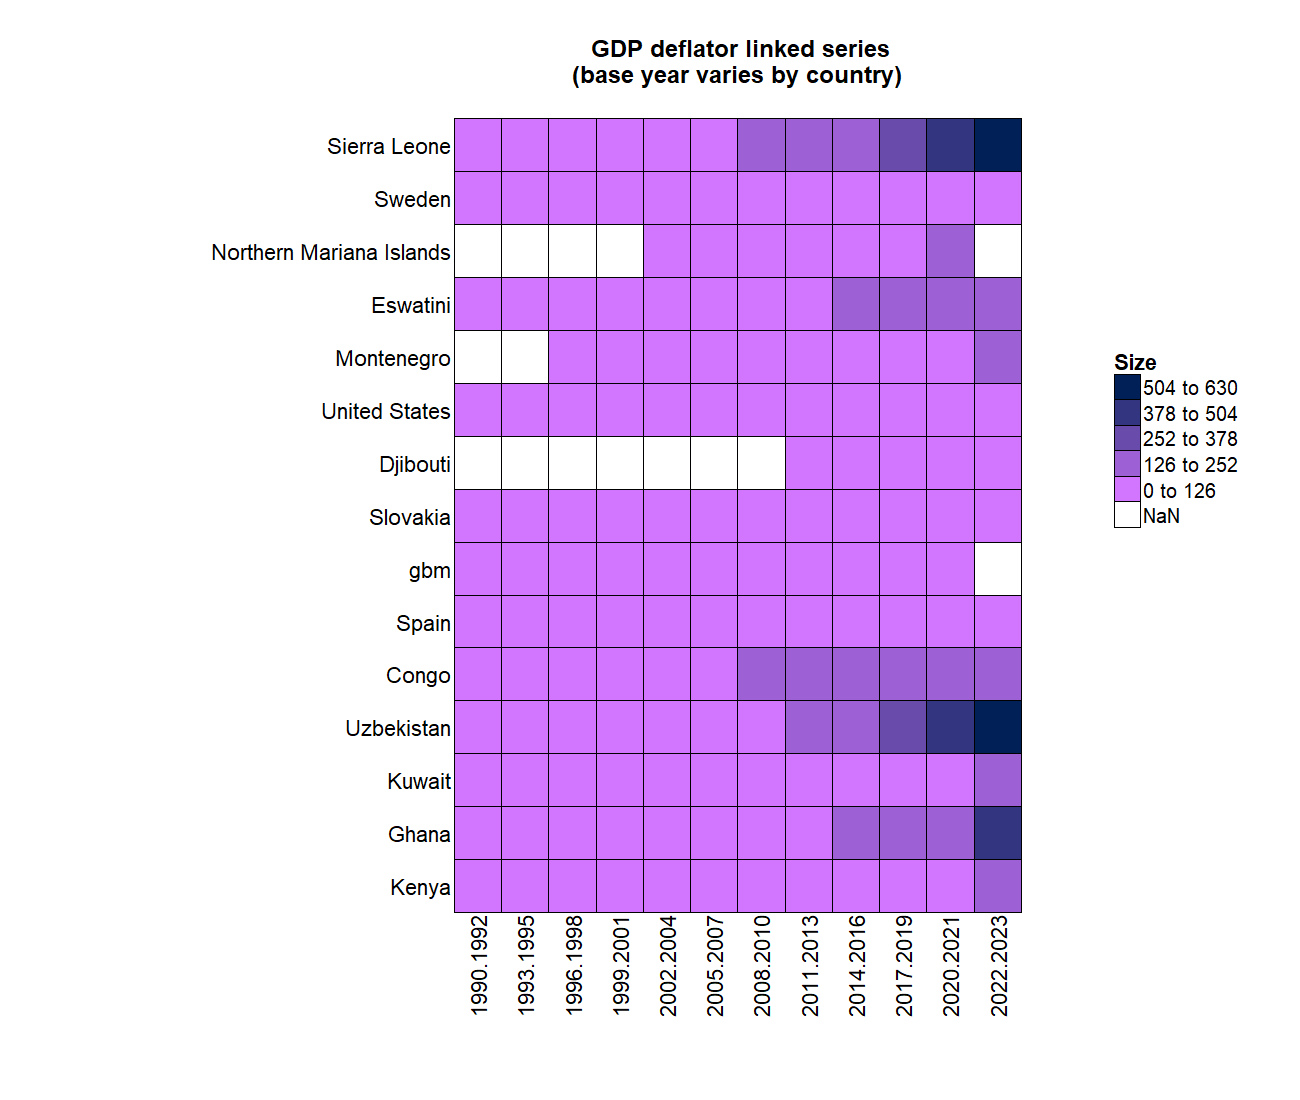 GDP deflator linked series
(base year varies by country)
Sierra Leone
Sweden
Northern Mariana Islands
Eswatini
Montenegro
United States
Djibouti
Slovakia
gbm
Spain
Congo
Uzbekistan
Kuwait
Ghana
Kenya
1990.1992
1993.1995
1996.1998
1999.2001
2002.2004
2005.2007
2008.2010
2011.2013
2014.2016
2017.2019
2020.2021
2022.2023
Size
504 to 630
378 to 504
252 to 378
126 to 252
0 to 126
NaN